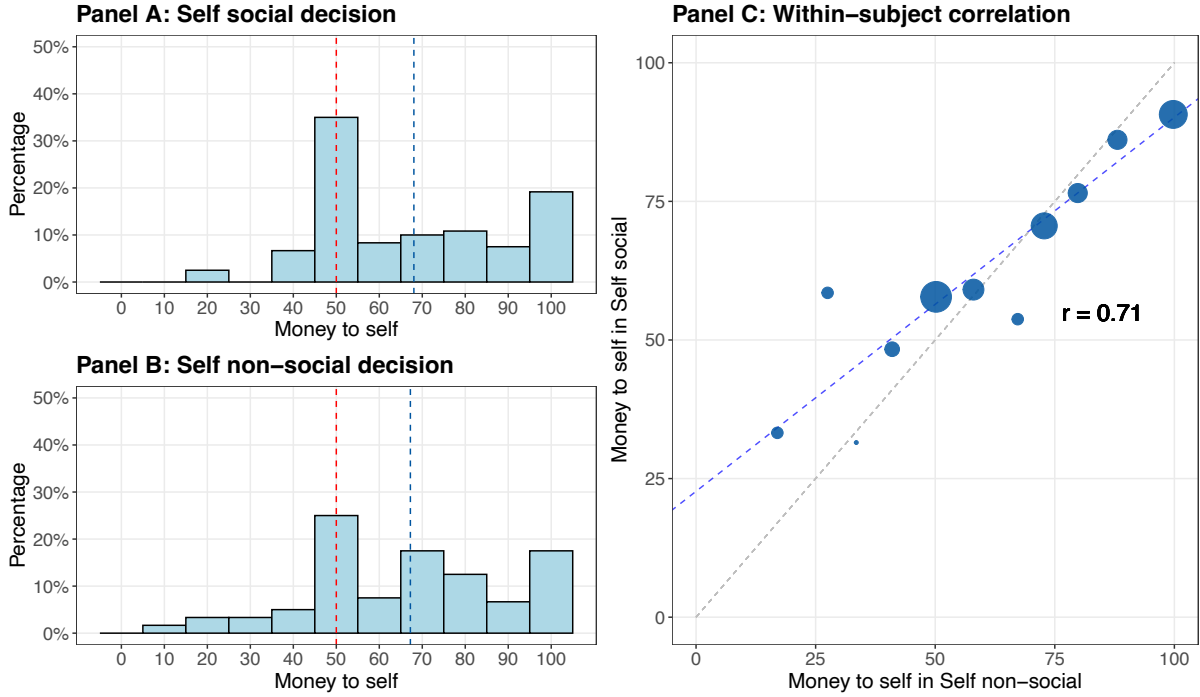 Panel A: Self social decision
Percentage
50%
40%
30%
20%
10%
0%
0 10 20 30 40 50 60 70 80 90 100
Money to self
Panel B: Self non−social decision
Percentage
50%
40%
30%
20%
10%
0%
0 10 20 30 40 50 60 70 80 90 100
Money to self
Panel C: Within−subject correlation
Money to self in Self social
100
75
50
25
0
r = 0.71
0 25 50 75 100
Money to self in Self non−social